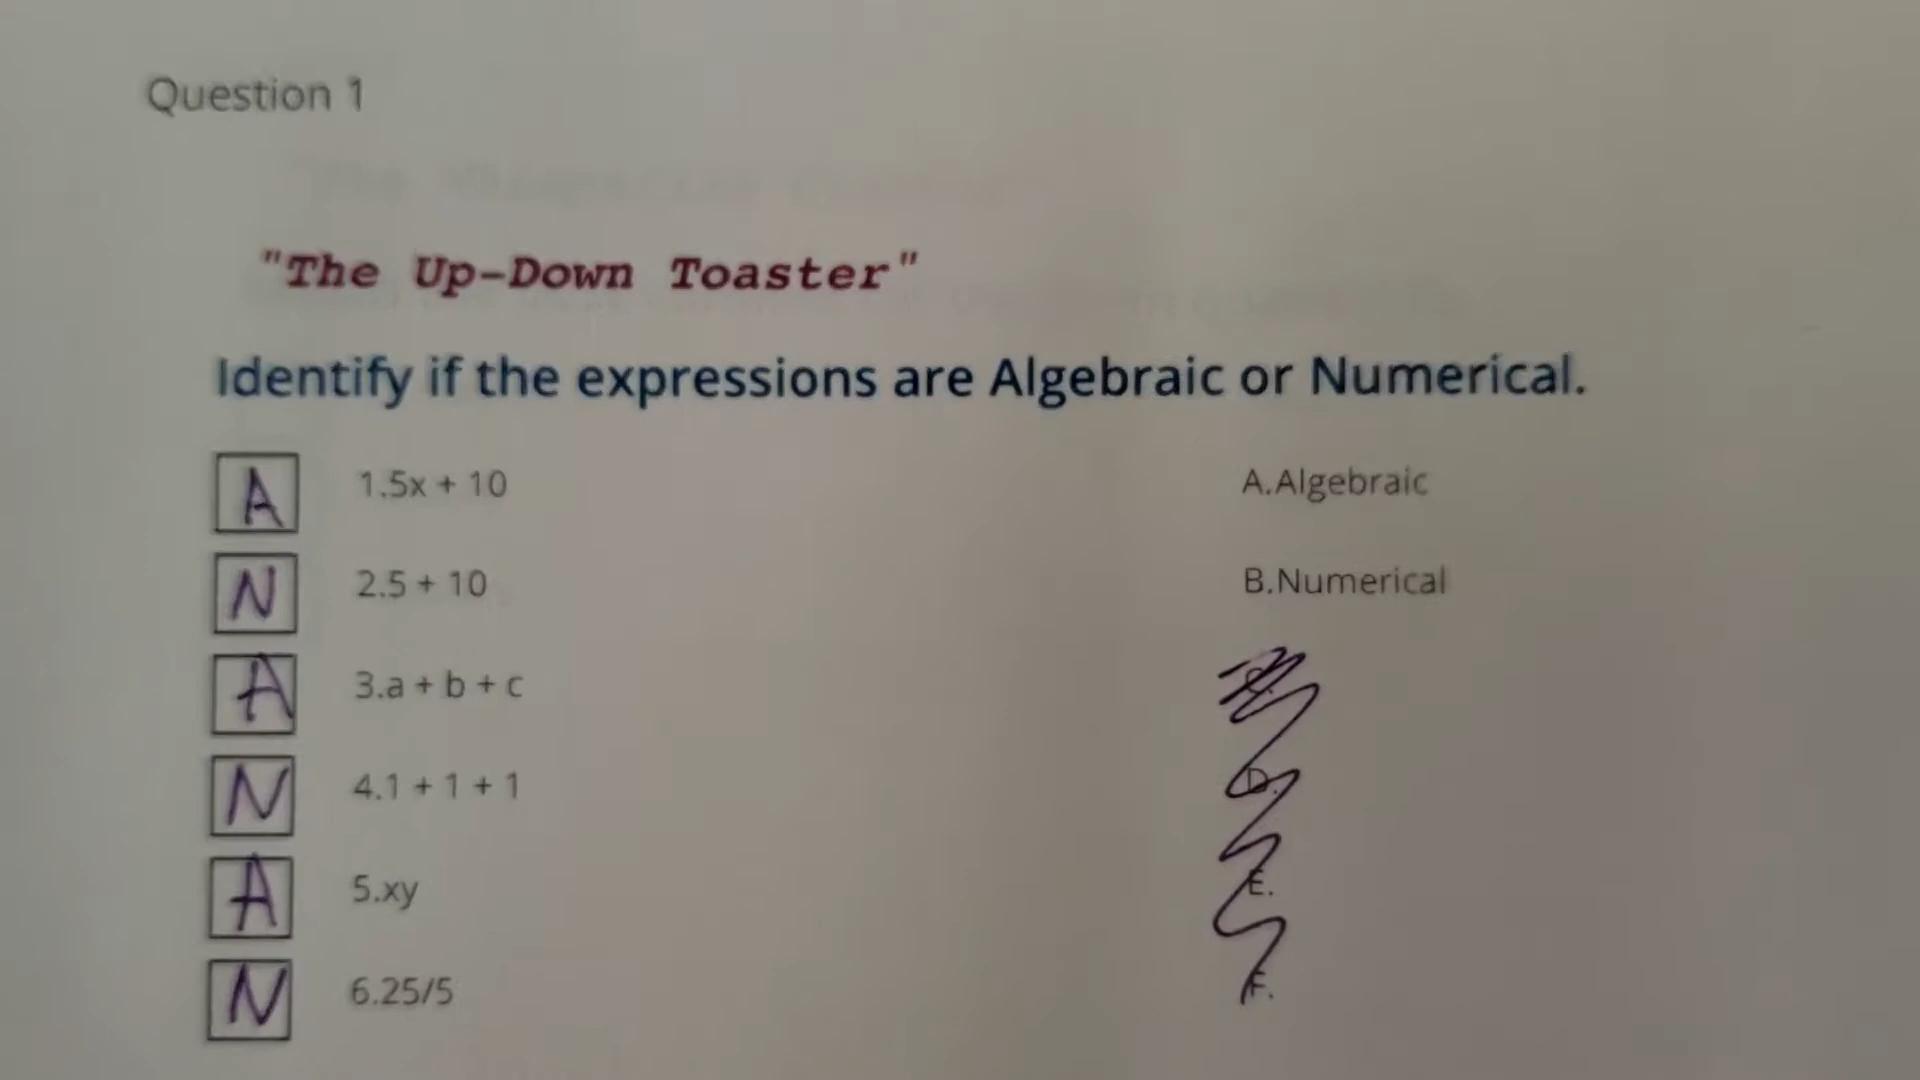 Question 1
"The Up-Down Toaster"
Identify if the expressions are Algebraic or Numerical.
A 1.5x + 10 A.Algebraic
N 2.5 + 10 B.Numerical
A 3.a + b + c
N 4.1 + 1 + 1 D.
A 5.xy E.
N 6.25/5 F.